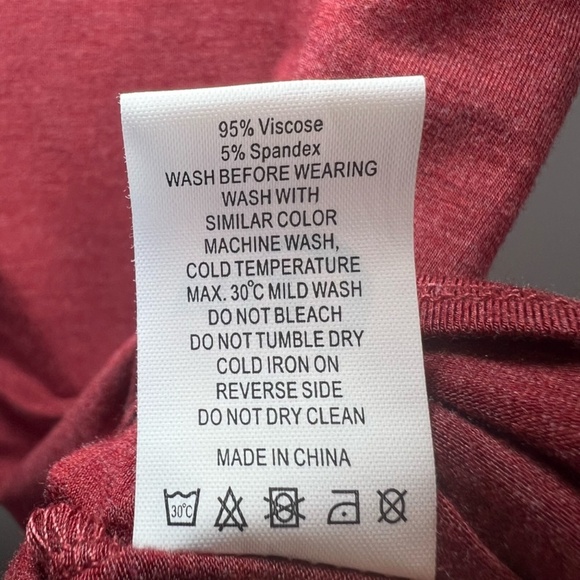 95% Viscose
5% Spandex
WASH BEFORE WEARING
WASH WITH
SIMILAR COLOR
MACHINE WASH,
COLD TEMPERATURE
MAX. 30℃ MILD WASH
DO NOT BLEACH
DO NOT TUMBLE DRY
COLD IRON ON
REVERSE SIDE
DO NOT DRY CLEAN
MADE IN CHINA
30℃